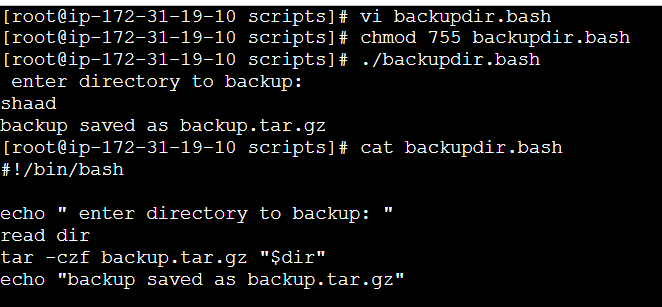 [root@ip-172-31-19-10 scripts]# vi backupdir.bash
[root@ip-172-31-19-10 scripts]# chmod 755 backupdir.bash
[root@ip-172-31-19-10 scripts]# ./backupdir.bash
 enter directory to backup:
shaad
backup saved as backup.tar.gz
[root@ip-172-31-19-10 scripts]# cat backupdir.bash
#!/bin/bash

echo " enter directory to backup: "
read dir
tar -czf backup.tar.gz "$dir"
echo "backup saved as backup.tar.gz"